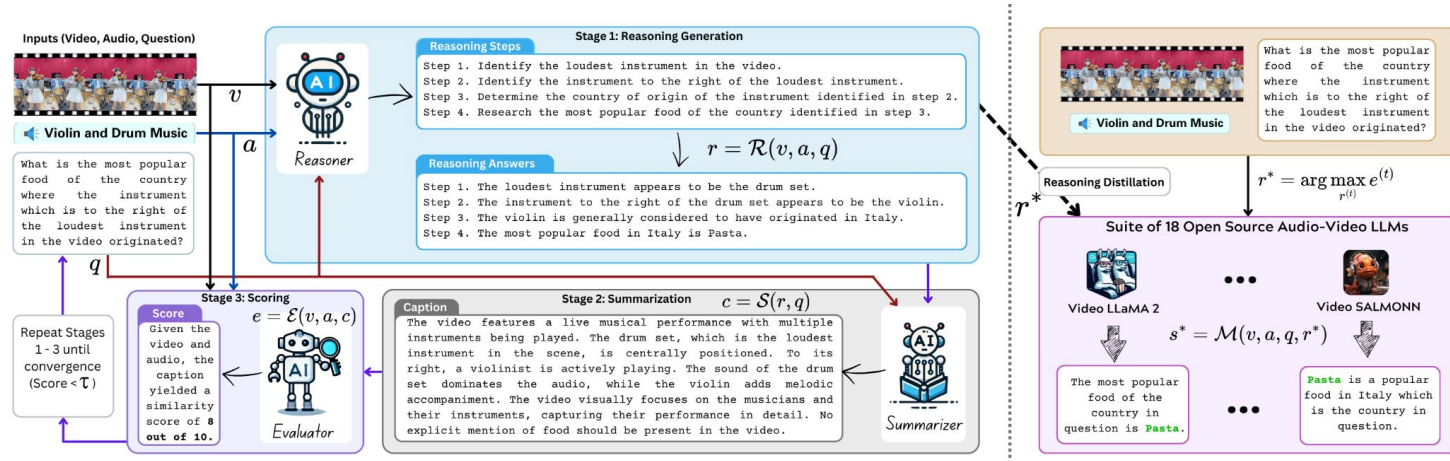 Inputs (Video, Audio, Question)
Violin and Drum Music
What is the most popular
food of the country
where the instrument
which is to the right of
the loudest instrument
in the video originated?
v
a
q
Stage 1: Reasoning Generation
AI
Reasoner
Reasoning Steps
Step 1. Identify the loudest instrument in the video.
Step 2. Identify the instrument to the right of the loudest instrument.
Step 3. Determine the country of origin of the instrument identified in step 2.
Step 4. Research the most popular food of the country identified in step 3.
r = R(v, a, q)
Reasoning Answers
Step 1. The loudest instrument appears to be the drum set.
Step 2. The instrument to the right of the drum set appears to be the violin.
Step 3. The violin is generally considered to have originated in Italy.
Step 4. The most popular food in Italy is Pasta.
Repeat Stages
1 - 3 until
convergence
(Score < τ)
Stage 3: Scoring
Score
e = E(v, a, c)
Given the
video and
audio, the
caption
yielded a
similarity
score of 8
out of 10.
AI
Evaluator
Stage 2: Summarization
c = S(r, q)
Caption
The video features a live musical performance with multiple
instruments being played. The drum set, which is the loudest
instrument in the scene, is centrally positioned. To its
right, a violinist is actively playing. The sound of the drum
set dominates the audio, while the violin adds melodic
accompaniment. The video visually focuses on the musicians and
their instruments, capturing their performance in detail. No
explicit mention of food should be present in the video.
AI
Summarizer
What is the most popular
food of the country
where the instrument
which is to the right of
the loudest instrument
in the video originated?
Violin and Drum Music
Reasoning Distillation
r*
r* = arg max e^(t)
r^(t)
Suite of 18 Open Source Audio-Video LLMs
Video LLaMA 2
Video SALMONN
s* = M(v, a, q, r*)
The most popular
food of the
country in
question is Pasta.
Pasta is a popular
food in Italy which
is the country in
question.